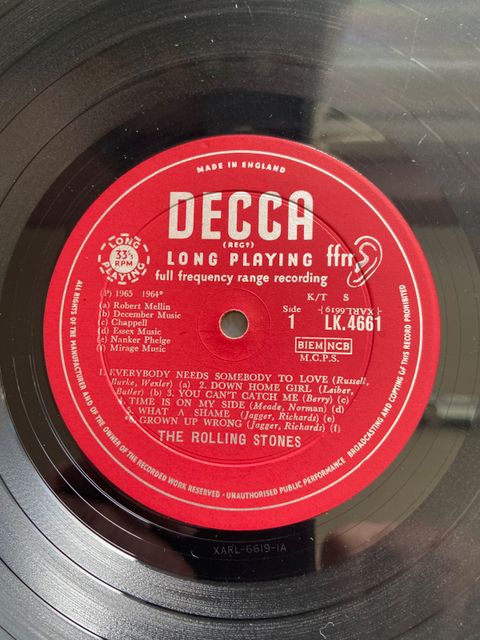 MADE IN ENGLAND
DECCA
(REGᴰ)
LONG PLAYING ffrr
full frequency range recording
LONG PLAYING 33⅓ RPM
(P) 1965 1964*
(a) Robert Mellin
(b) December Music
(c) Chappell
(d) Essex Music
(e) Nanker Phelge
(f) Mirage Music
K/T S
(XARL.6619)
Side 1 LK.4661
BIEM NCB
M.C.P.S.
1. EVERYBODY NEEDS SOMEBODY TO LOVE (Russell,
Burke, Wexler) (a) 2. DOWN HOME GIRL (Leiber,
Butler) (b) 3. YOU CAN'T CATCH ME (Berry) (c)
4. TIME IS ON MY SIDE (Meade, Norman) (d)
5. WHAT A SHAME (Jagger, Richards) (e)
*6. GROWN UP WRONG (Jagger, Richards) (f)
THE ROLLING STONES
ALL RIGHTS OF THE MANUFACTURER AND OF THE OWNER OF THE RECORDED WORK RESERVED · UNAUTHORISED PUBLIC PERFORMANCE BROADCASTING AND COPYING OF THIS RECORD PROHIBITED
XARL-6619-1A